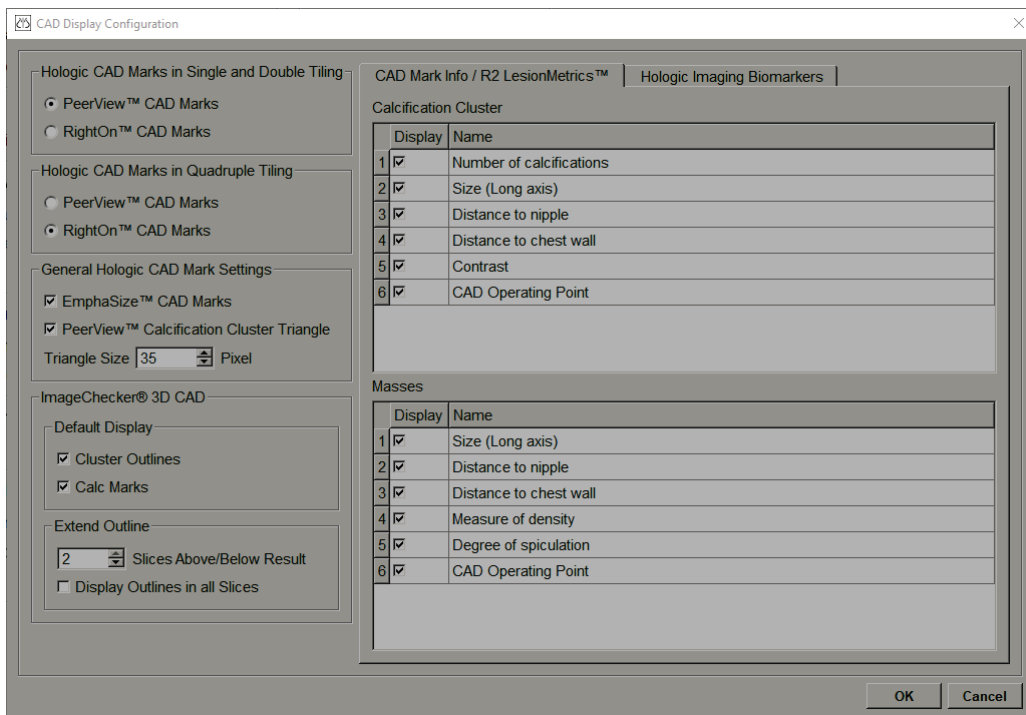 CAD Display Configuration
Hologic CAD Marks in Single and Double Tiling
PeerView™ CAD Marks
RightOn™ CAD Marks
Hologic CAD Marks in Quadruple Tiling
PeerView™ CAD Marks
RightOn™ CAD Marks
General Hologic CAD Mark Settings
EmphaSize™ CAD Marks
PeerView™ Calcification Cluster Triangle
Triangle Size 35 Pixel
ImageChecker® 3D CAD
Default Display
Cluster Outlines
Calc Marks
Extend Outline
2 Slices Above/Below Result
Display Outlines in all Slices
CAD Mark Info / R2 LesionMetrics™ Hologic Imaging Biomarkers
Calcification Cluster
Display Name
1 Number of calcifications
2 Size (Long axis)
3 Distance to nipple
4 Distance to chest wall
5 Contrast
6 CAD Operating Point
Masses
Display Name
1 Size (Long axis)
2 Distance to nipple
3 Distance to chest wall
4 Measure of density
5 Degree of spiculation
6 CAD Operating Point
OK Cancel